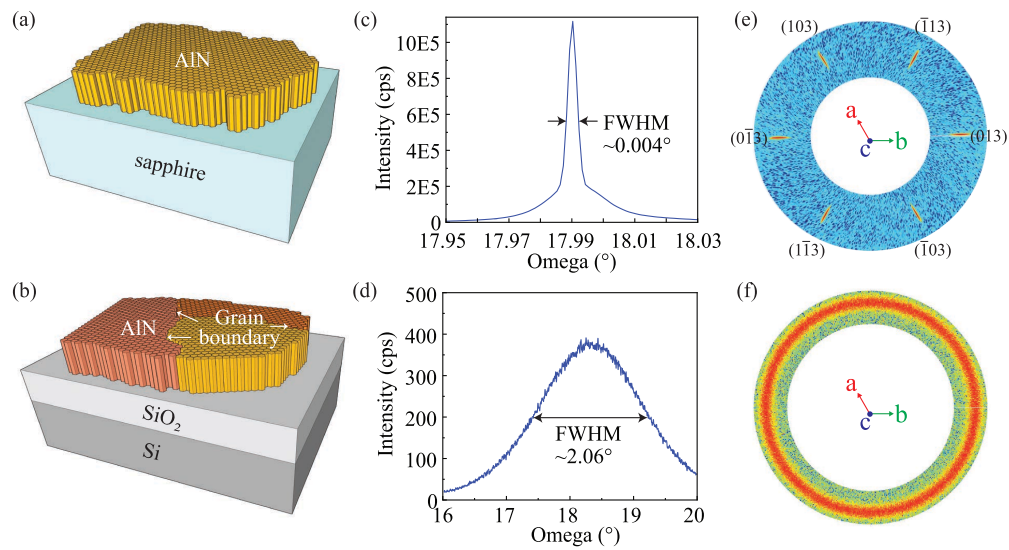 (a)
AlN
sapphire
(b)
AlN
Grain
boundary
SiO₂
Si
(c)
Intensity (cps)
10E5
8E5
6E5
4E5
2E5
0
FWHM
~0.004°
17.95
17.97
17.99
18.01
18.03
Omega (°)
(d)
Intensity (cps)
500
400
300
200
100
0
FWHM
~2.06°
16
17
18
19
20
Omega (°)
(e)
(103)
(1̅13)
(01̅3)
(013)
(11̅3)
(1̅03)
a
c
b
(f)
a
c
b